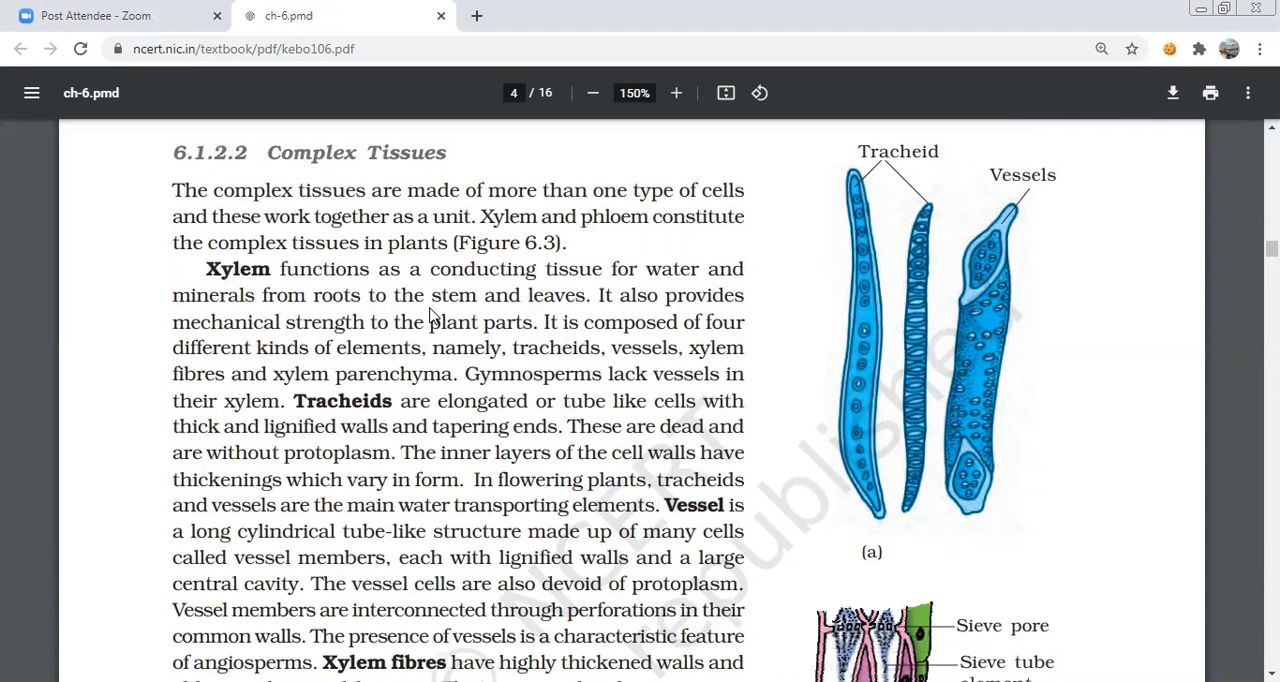 Post Attendee - Zoom
ch-6.pmd
ncert.nic.in/textbook/pdf/kebo106.pdf
ch-6.pmd
4 / 16
150%
6.1.2.2 Complex Tissues
The complex tissues are made of more than one type of cells
and these work together as a unit. Xylem and phloem constitute
the complex tissues in plants (Figure 6.3).
Xylem functions as a conducting tissue for water and
minerals from roots to the stem and leaves. It also provides
mechanical strength to the plant parts. It is composed of four
different kinds of elements, namely, tracheids, vessels, xylem
fibres and xylem parenchyma. Gymnosperms lack vessels in
their xylem. Tracheids are elongated or tube like cells with
thick and lignified walls and tapering ends. These are dead and
are without protoplasm. The inner layers of the cell walls have
thickenings which vary in form. In flowering plants, tracheids
and vessels are the main water transporting elements. Vessel is
a long cylindrical tube-like structure made up of many cells
called vessel members, each with lignified walls and a large
central cavity. The vessel cells are also devoid of protoplasm.
Vessel members are interconnected through perforations in their
common walls. The presence of vessels is a characteristic feature
of angiosperms. Xylem fibres have highly thickened walls and
Tracheid
Vessels
(a)
Sieve pore
Sieve tube
element
© NCERT
republished